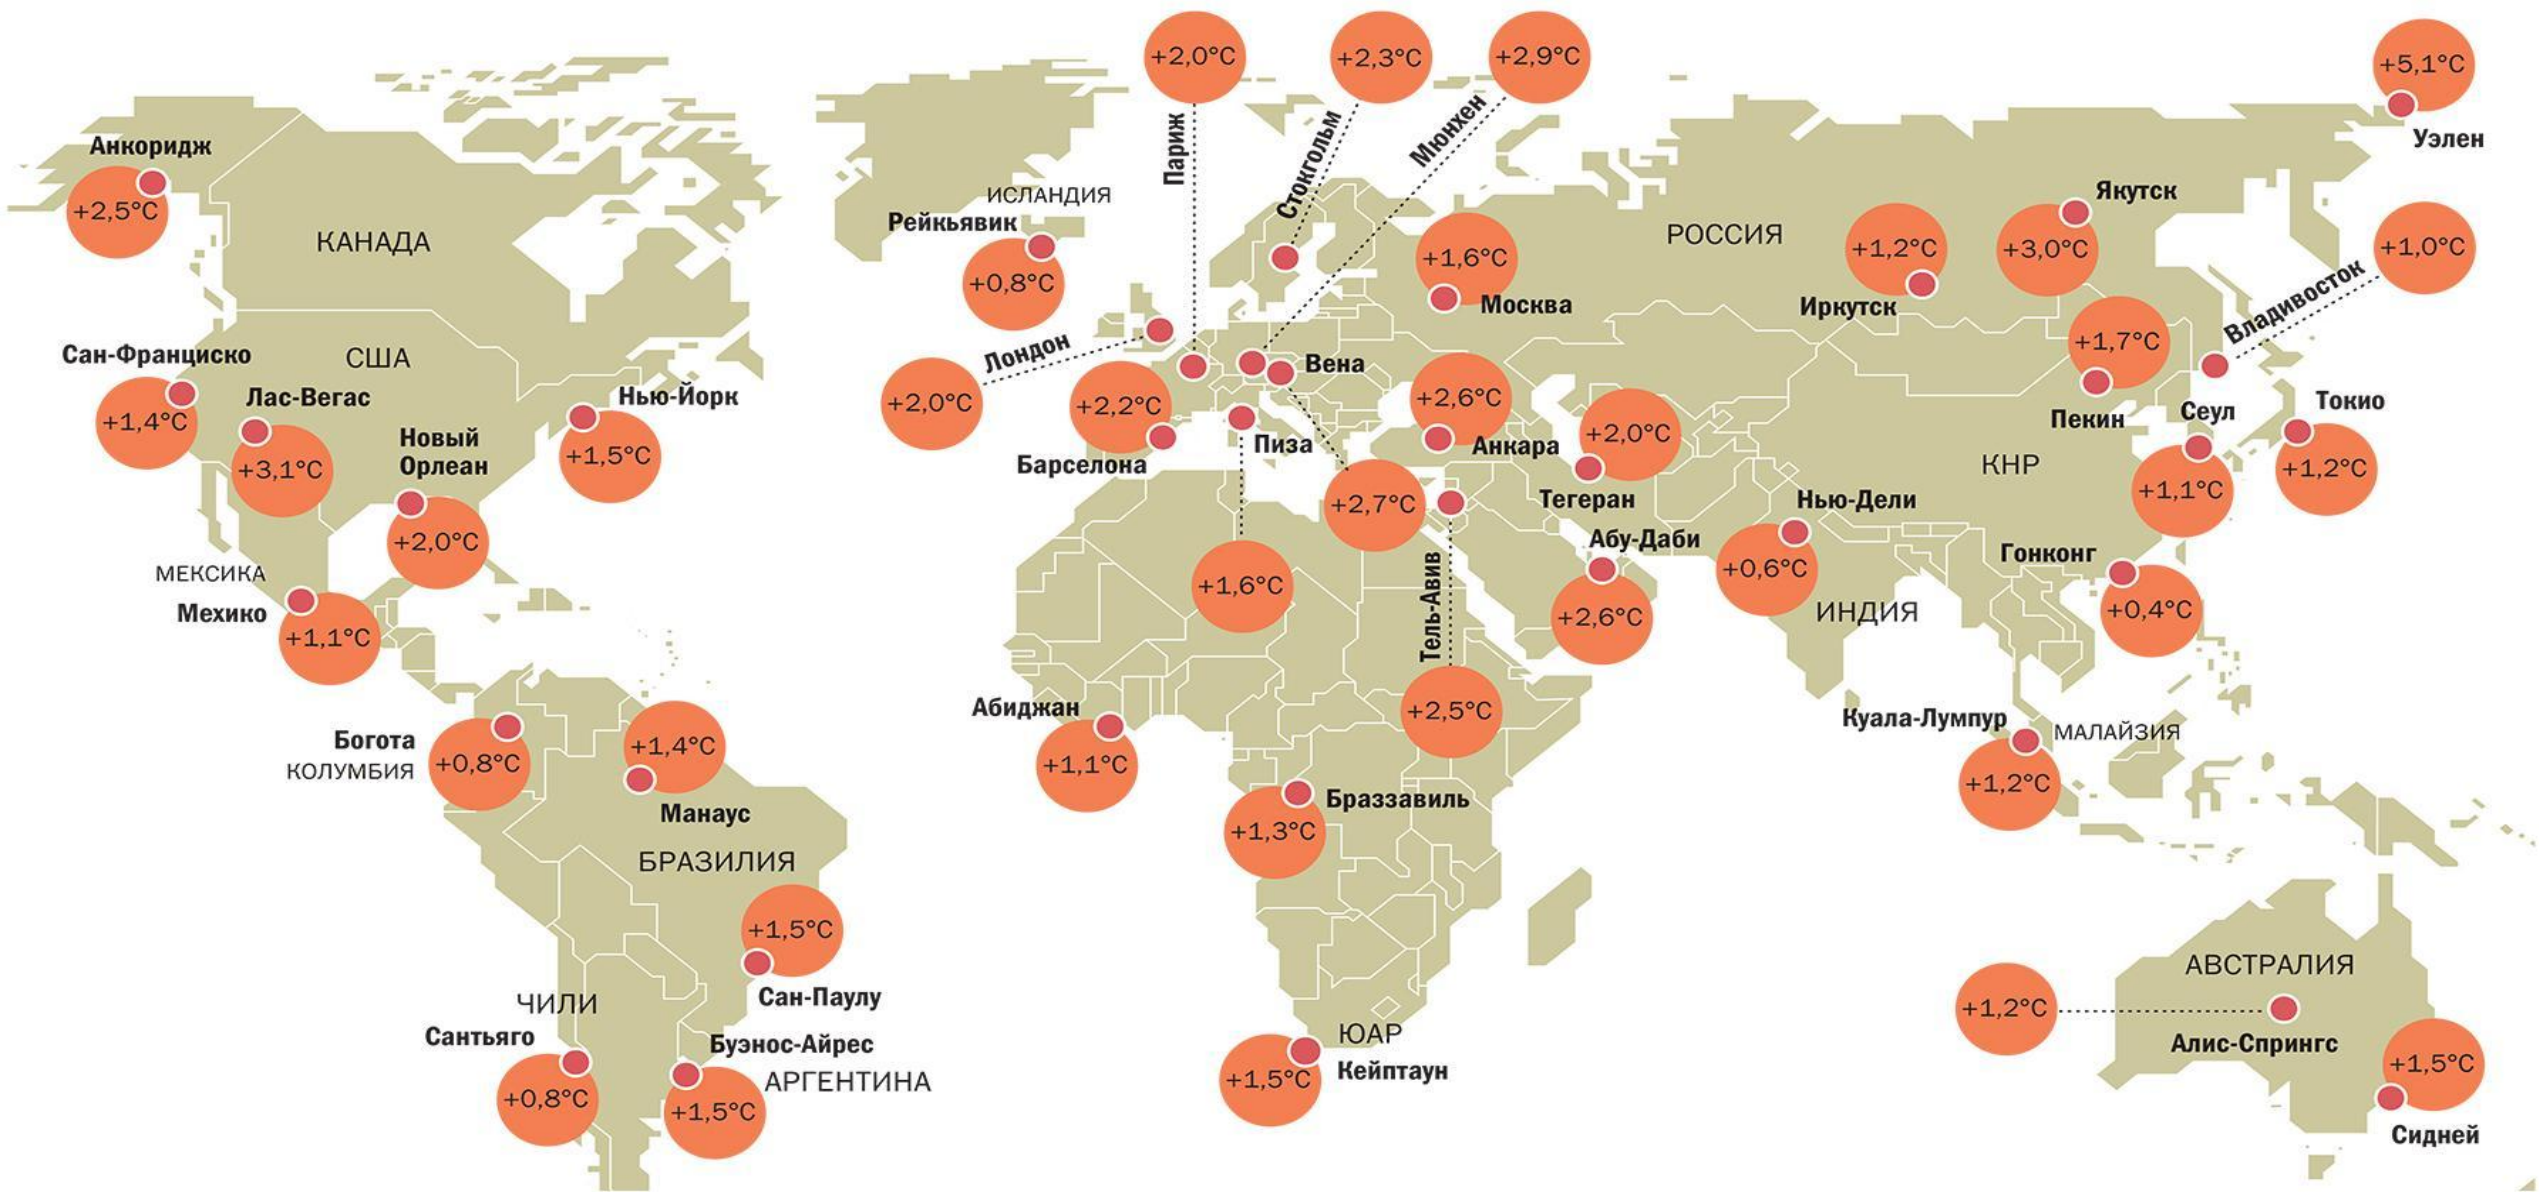 +2,0°C
+2,3°C
+2,9°C
+5,1°C
Париж
Стокгольм
Мюнхен
Уэлен
Анкоридж
+2,5°C
КАНАДА
ИСЛАНДИЯ
Рейкьявик
+0,8°C
+1,6°C
Москва
РОССИЯ
+1,2°C
Иркутск
Якутск
+3,0°C
+1,0°C
Владивосток
Сан-Франциско
+1,4°C
США
Лас-Вегас
+3,1°C
Новый
Орлеан
+2,0°C
Нью-Йорк
+1,5°C
Лондон
+2,0°C
+2,2°C
Барселона
Вена
Пиза
+2,6°C
Анкара
+2,0°C
Тегеран
+1,7°C
Пекин
Сеул
+1,1°C
Токио
+1,2°C
КНР
+2,7°C
Нью-Дели
+0,6°C
ИНДИЯ
Абу-Даби
+2,6°C
Гонконг
+0,4°C
МЕКСИКА
Мехико
+1,1°C
+1,6°C
Тель-Авив
+2,5°C
Абиджан
+1,1°C
Куала-Лумпур
МАЛАЙЗИЯ
+1,2°C
Богота
КОЛУМБИЯ
+0,8°C
+1,4°C
Манаус
БРАЗИЛИЯ
Браззавиль
+1,3°C
+1,5°C
Сан-Паулу
ЧИЛИ
Сантьяго
+0,8°C
Буэнос-Айрес
АРГЕНТИНА
+1,5°C
ЮАР
Кейптаун
+1,5°C
АВСТРАЛИЯ
+1,2°C
Алис-Спрингс
+1,5°C
Сидней